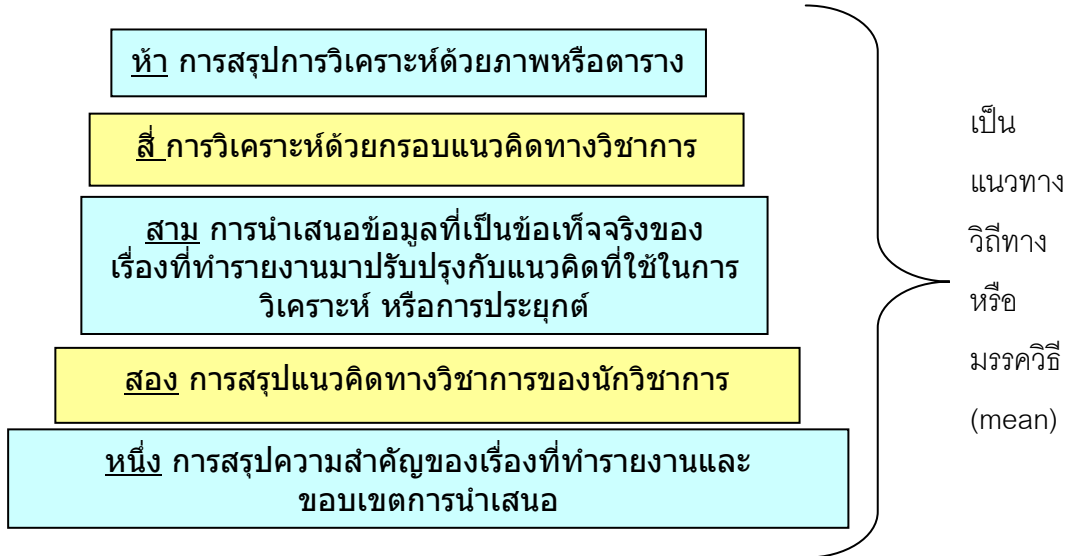 ห้า การสรุปการวิเคราะห์ด้วยภาพหรือตาราง
สี่ การวิเคราะห์ด้วยกรอบแนวคิดทางวิชาการ
สาม การนำเสนอข้อมูลที่เป็นข้อเท็จจริงของ
เรื่องที่ทำรายงานมาปรับปรุงกับแนวคิดที่ใช้ในการ
วิเคราะห์ หรือการประยุกต์
สอง การสรุปแนวคิดทางวิชาการของนักวิชาการ
หนึ่ง การสรุปความสำคัญของเรื่องที่ทำรายงานและ
ขอบเขตการนำเสนอ
เป็น
แนวทาง
วิถีทาง
หรือ
มรรควิธี
(mean)